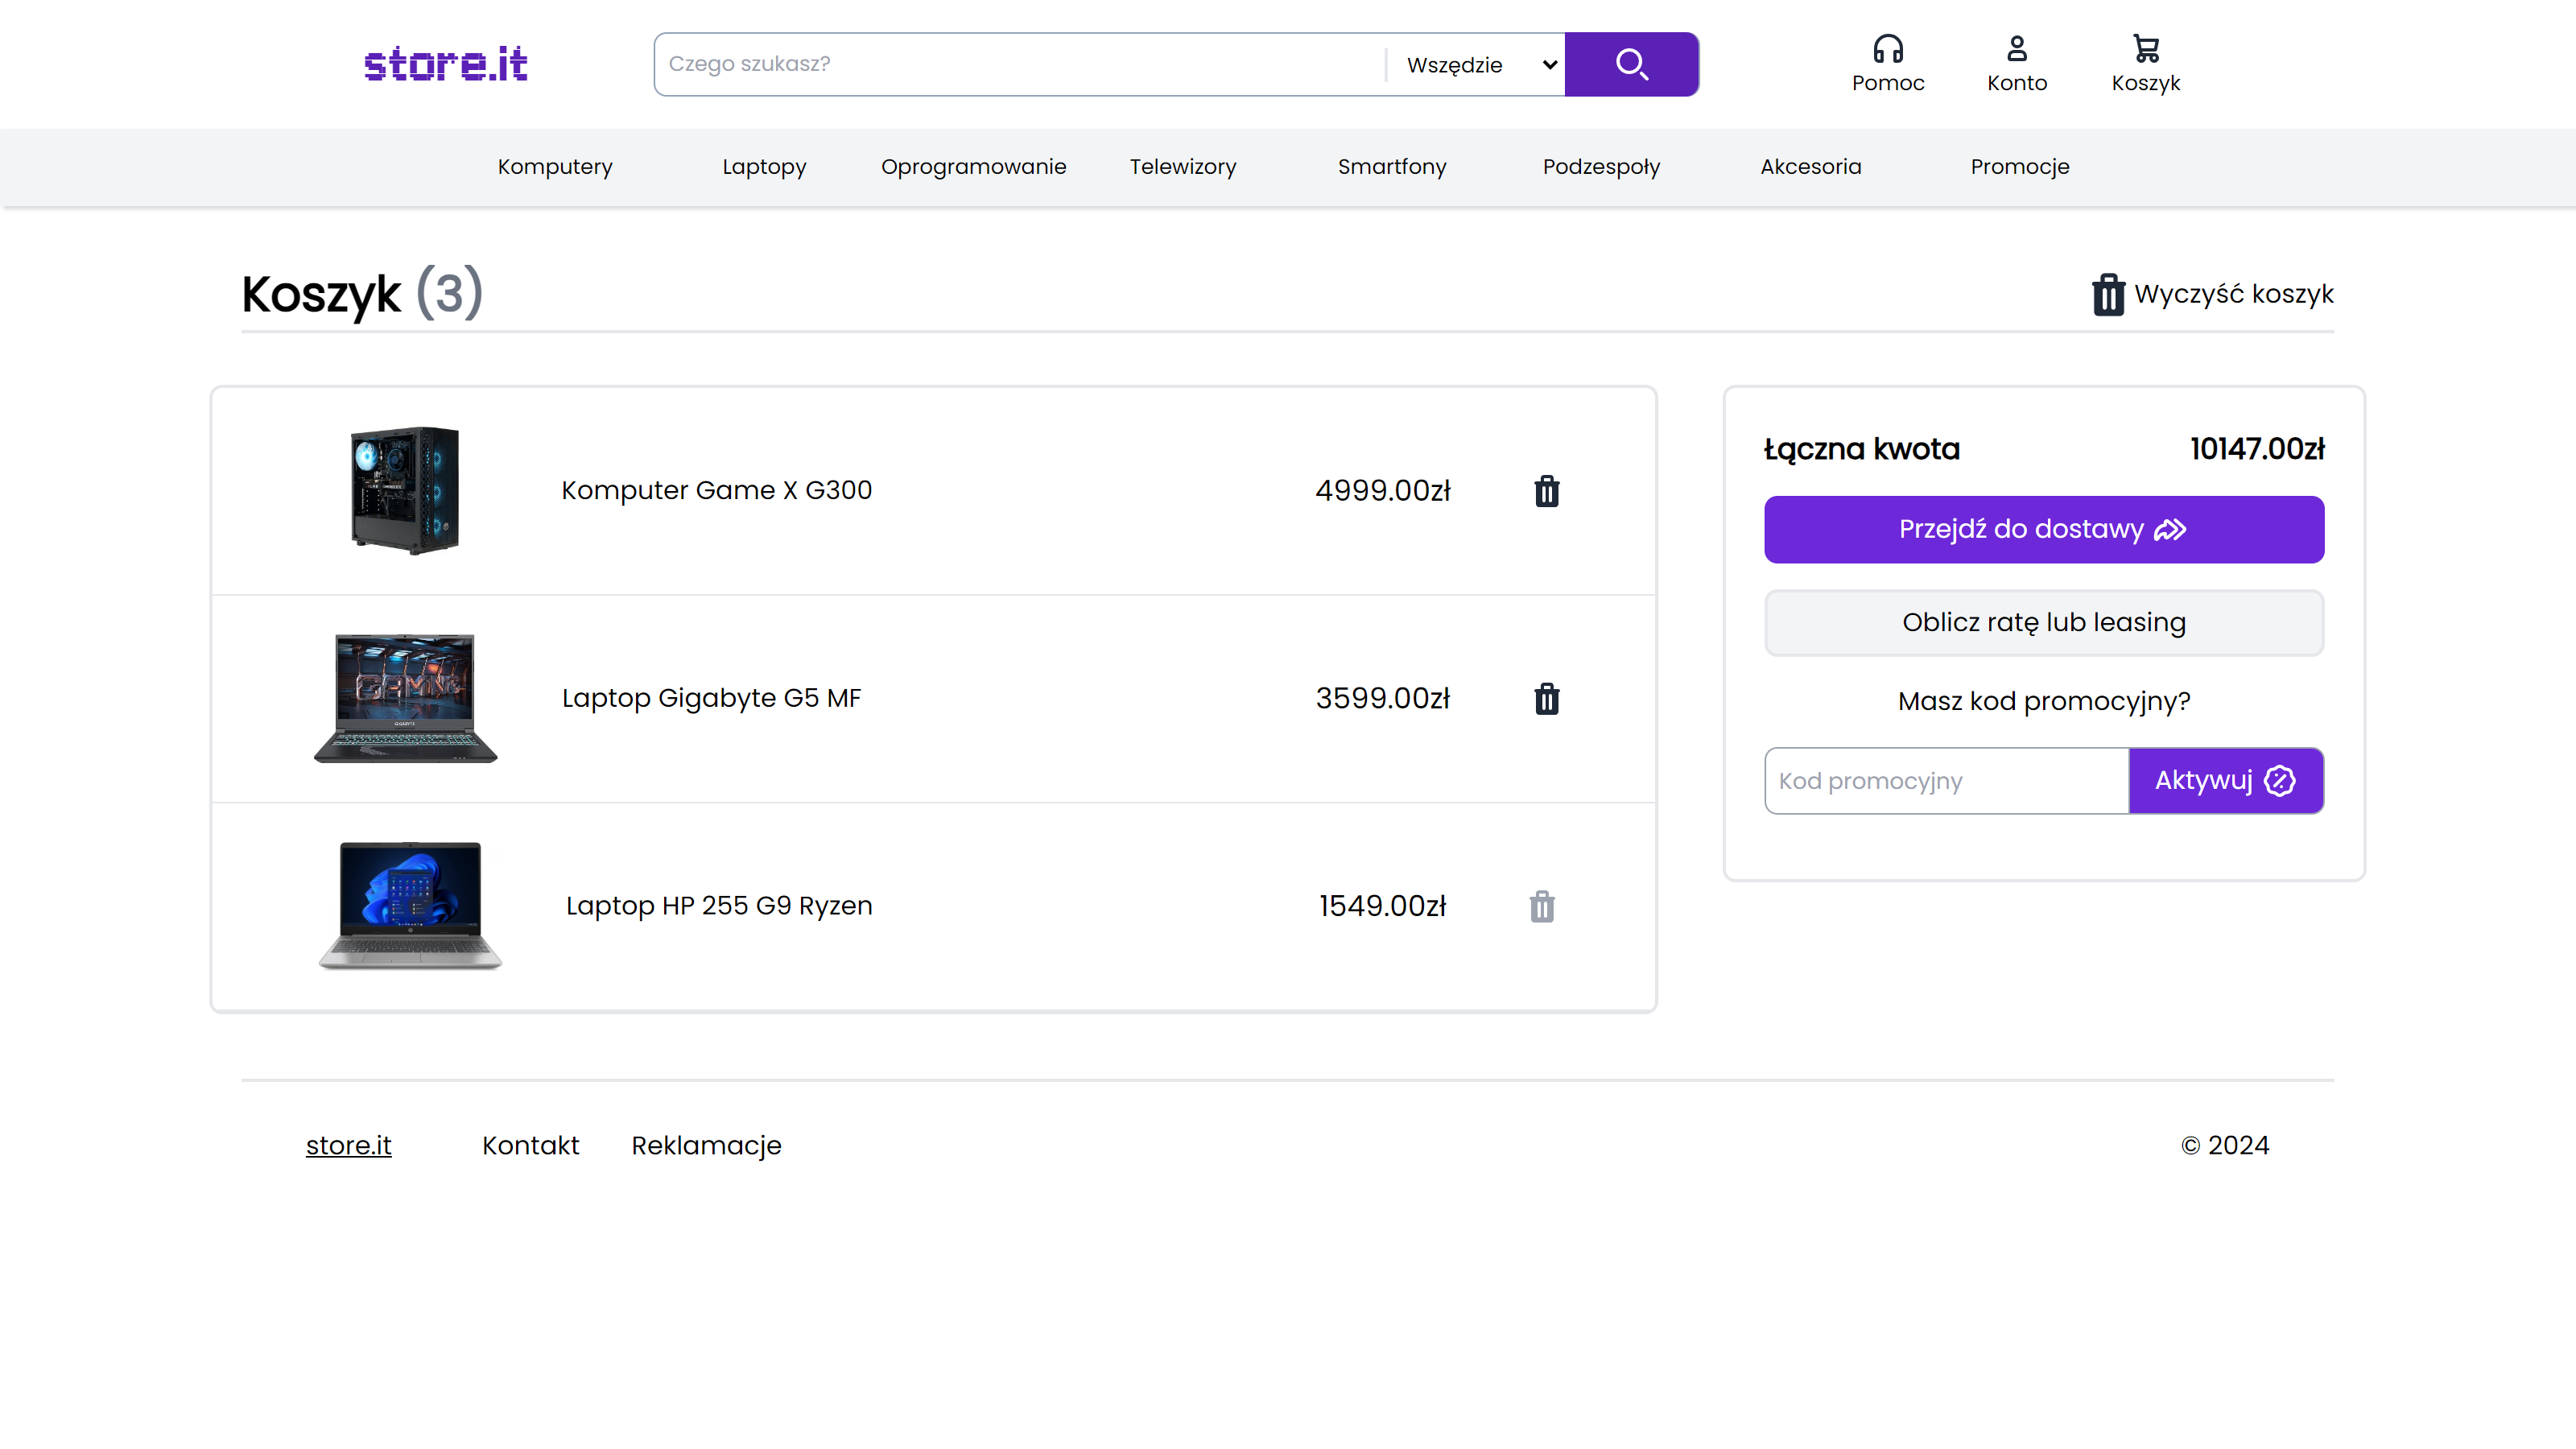 store.it
Czego szukasz?
Wszędzie
Pomoc
Konto
Koszyk
Komputery
Laptopy
Oprogramowanie
Telewizory
Smartfony
Podzespoły
Akcesoria
Promocje
Koszyk (3)
Wyczyść koszyk
Komputer Game X G300
4999.00zł
GAMING
GIGABYTE
Laptop Gigabyte G5 MF
3599.00zł
Laptop HP 255 G9 Ryzen
1549.00zł
Łączna kwota
10147.00zł
Przejdź do dostawy
Oblicz ratę lub leasing
Masz kod promocyjny?
Kod promocyjny
Aktywuj
store.it
Kontakt
Reklamacje
© 2024